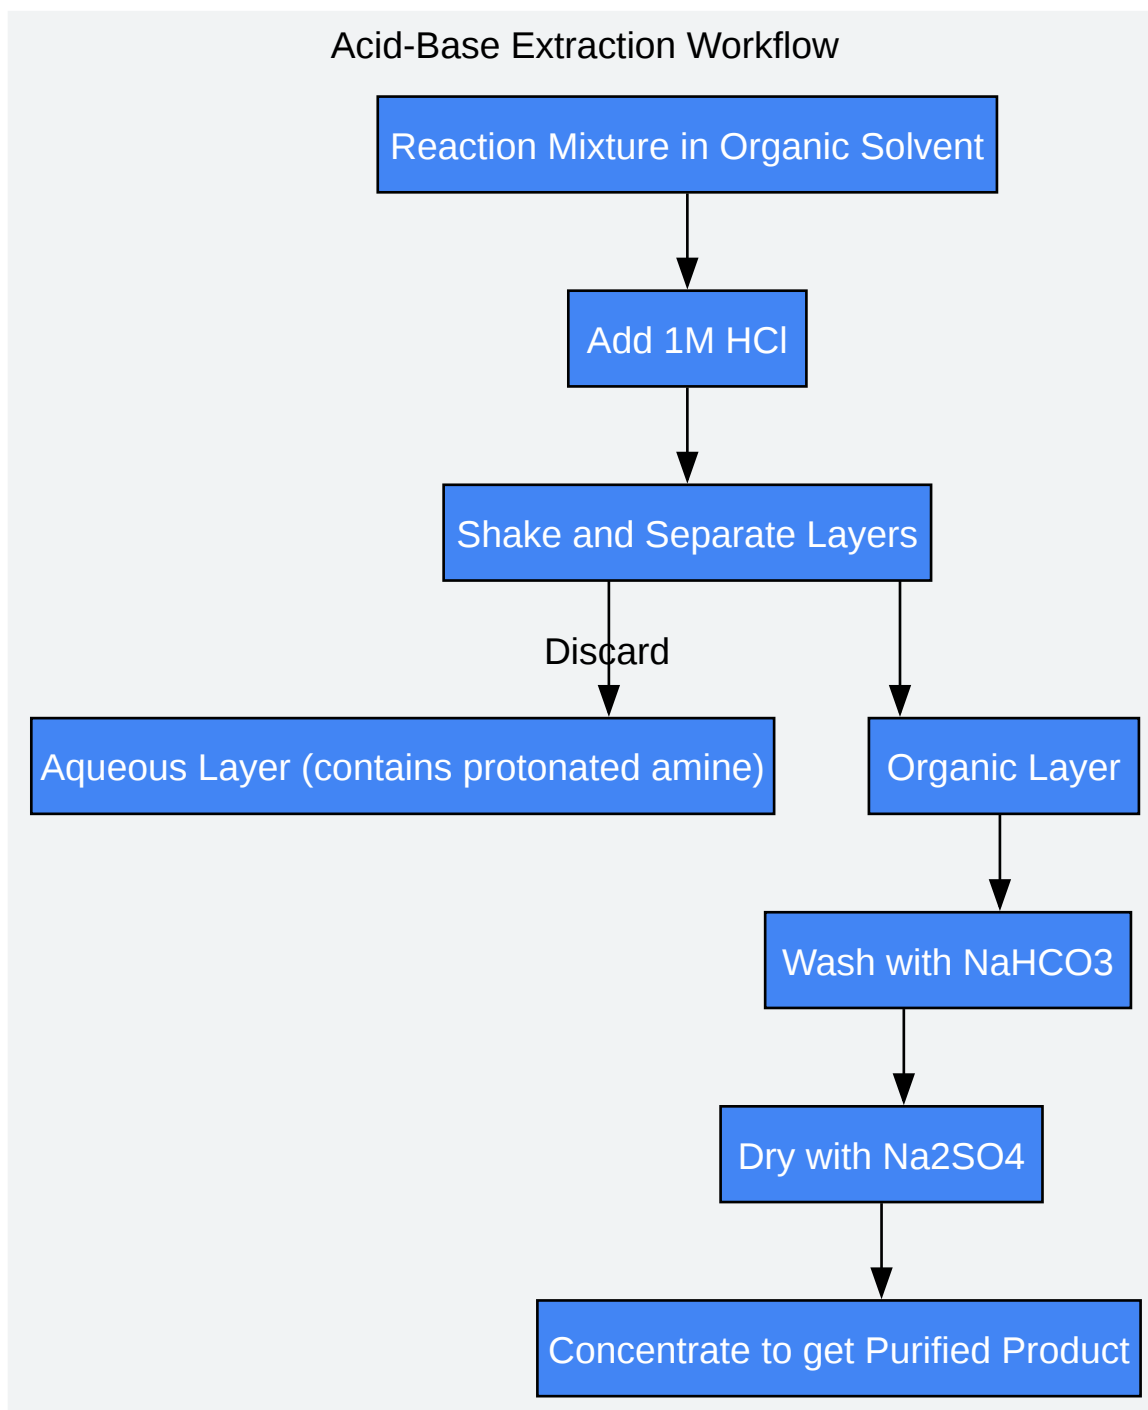 Acid-Base Extraction Workflow
Reaction Mixture in Organic Solvent
Add 1M HCl
Shake and Separate Layers
Discard
Aqueous Layer (contains protonated amine)
Organic Layer
Wash with NaHCO3
Dry with Na2SO4
Concentrate to get Purified Product